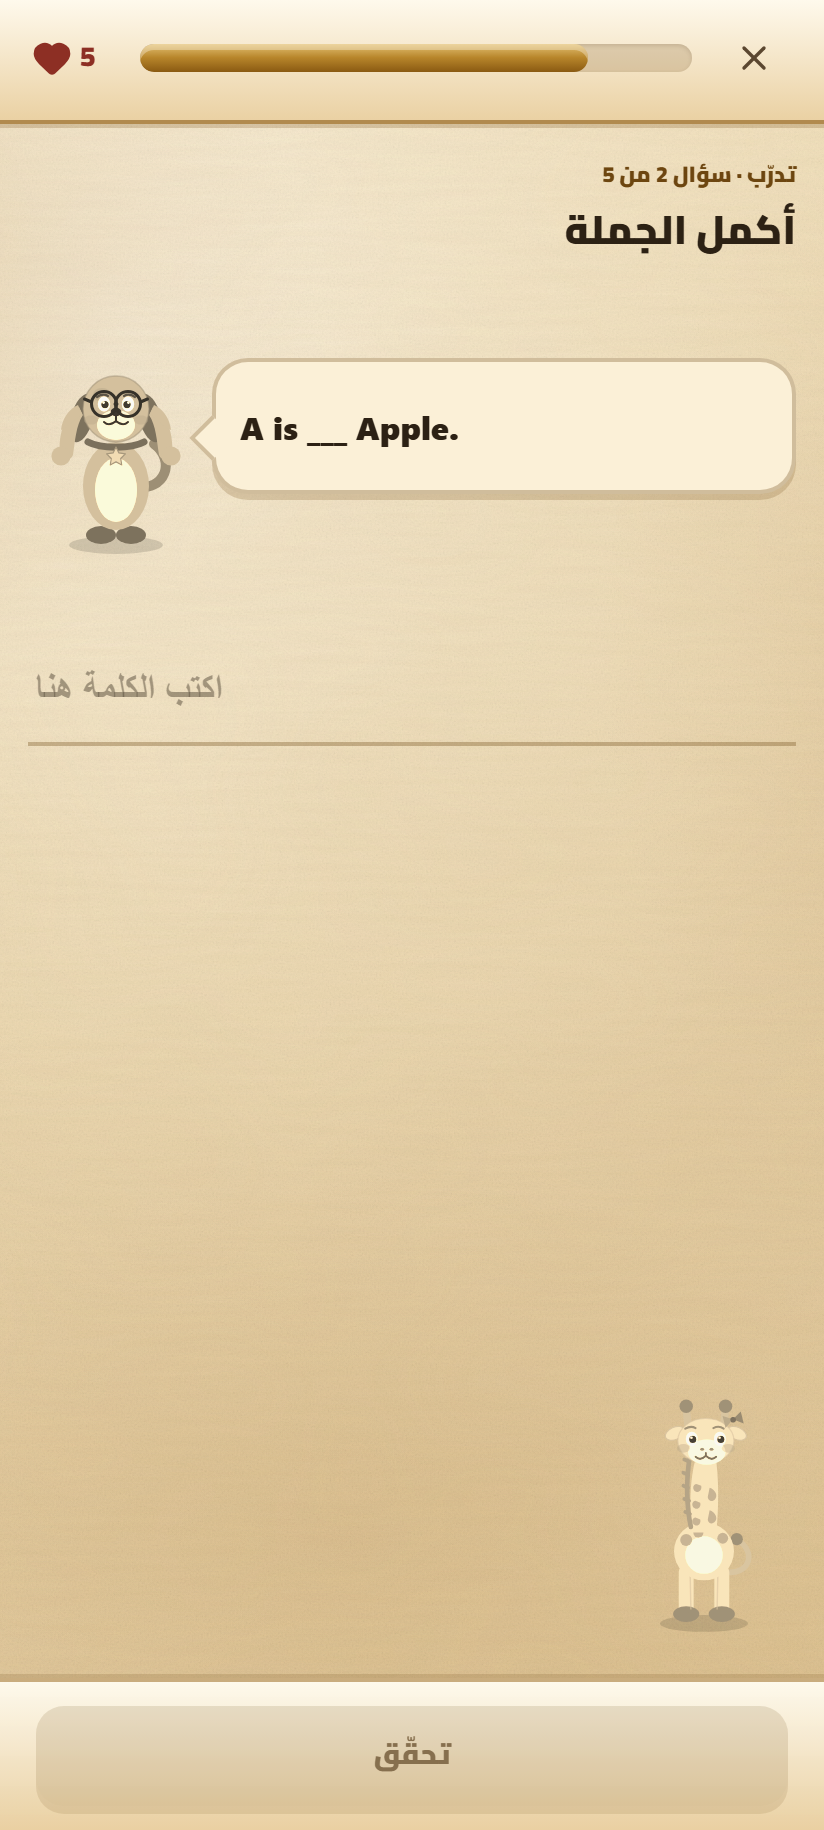 5
تدرّب · سؤال 2 من 5
أكمل الجملة
A is ___ Apple.
اكتب الكلمة هنا
تحقّق